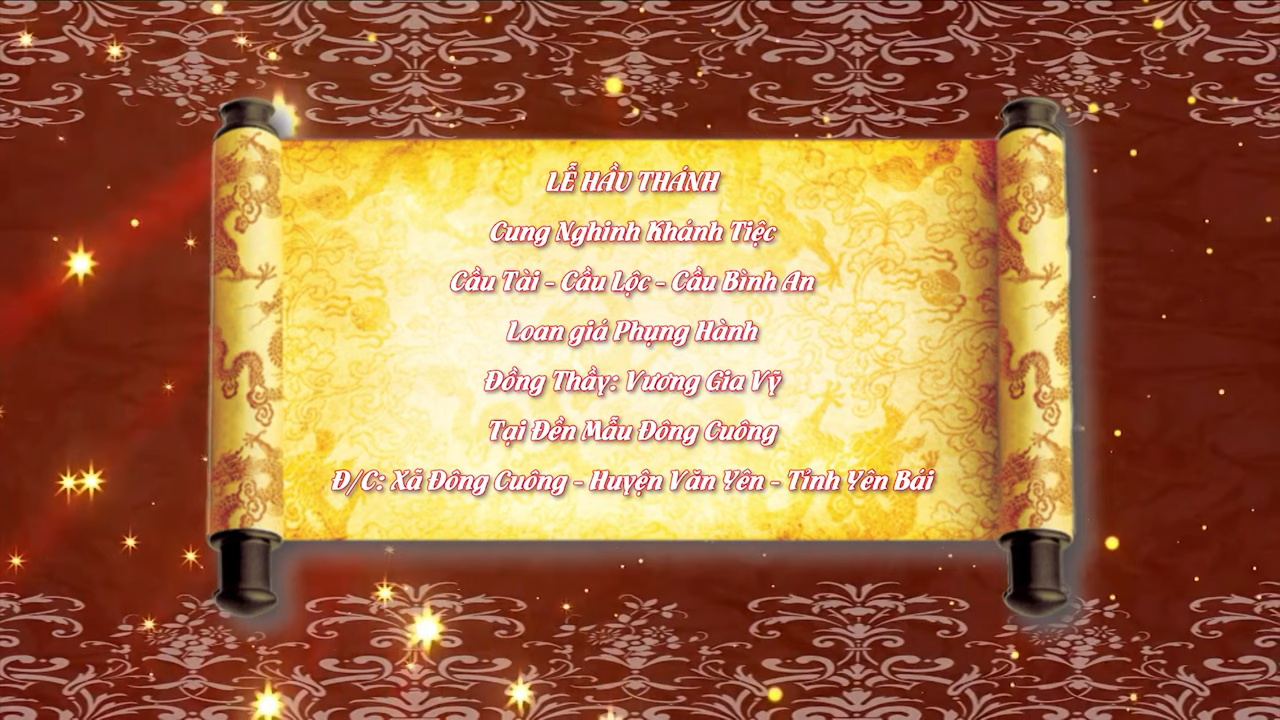 LỄ HẦU THÁNH
Cung Nghinh Khánh Tiệc
Cầu Tài - Cầu Lộc - Cầu Bình An
Loan giá Phụng Hành
Đồng Thầy: Vương Gia Vỹ
Tại Đền Mẫu Đông Cuông
Đ/C: Xã Đông Cuông - Huyện Văn Yên - Tỉnh Yên Bái